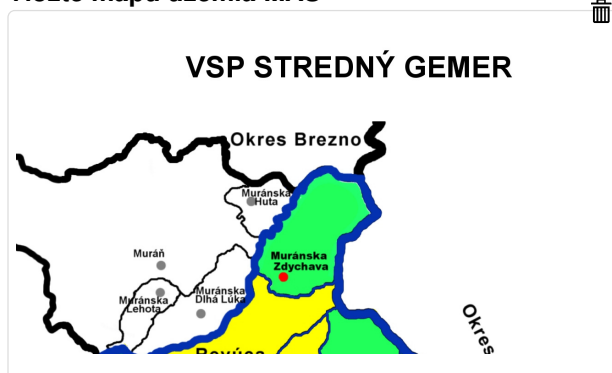 VSP STREDNÝ GEMER
Okres Brezno
Muránska
Huta
Muráň
Muránska
Zdychava
Muránska
Dlhá Lúka
Muránska
Lehota
Okres